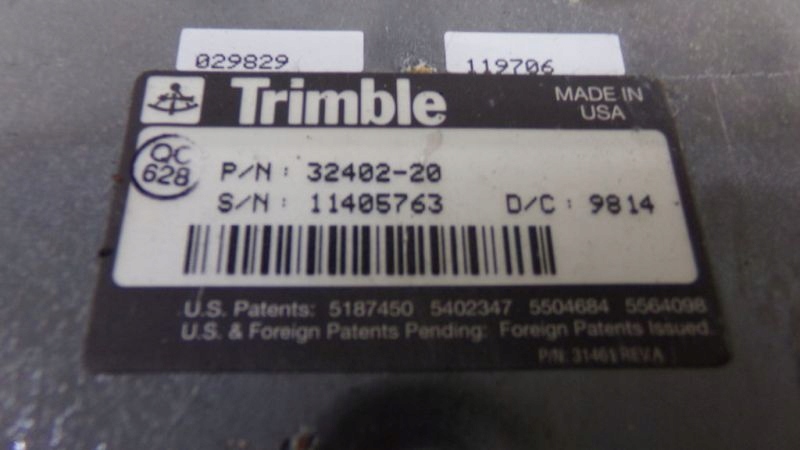 029829
119706
Trimble
MADE IN
USA
QC
628
P/N: 32402-20
S/N: 11405763 D/C: 9814
U.S. Patents: 5187450 5402347 5504684 5564098
U.S. & Foreign Patents Pending: Foreign Patents Issued
P/N: 31461 REV.A